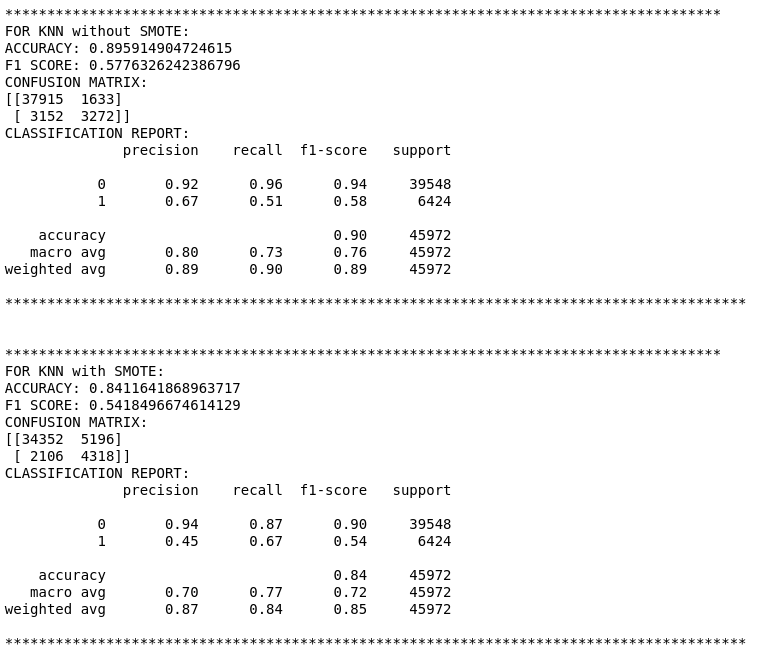 *************************************************************************************
FOR KNN without SMOTE:
ACCURACY: 0.895914904724615
F1 SCORE: 0.5776326242386796
CONFUSION MATRIX:
[[37915  1633]
 [ 3152  3272]]
CLASSIFICATION REPORT:
              precision    recall  f1-score   support

           0       0.92      0.96      0.94     39548
           1       0.67      0.51      0.58      6424

    accuracy                           0.90     45972
   macro avg       0.80      0.73      0.76     45972
weighted avg       0.89      0.90      0.89     45972

****************************************************************************************


*************************************************************************************
FOR KNN with SMOTE:
ACCURACY: 0.8411641868963717
F1 SCORE: 0.5418496674614129
CONFUSION MATRIX:
[[34352  5196]
 [ 2106  4318]]
CLASSIFICATION REPORT:
              precision    recall  f1-score   support

           0       0.94      0.87      0.90     39548
           1       0.45      0.67      0.54      6424

    accuracy                           0.84     45972
   macro avg       0.70      0.77      0.72     45972
weighted avg       0.87      0.84      0.85     45972

****************************************************************************************